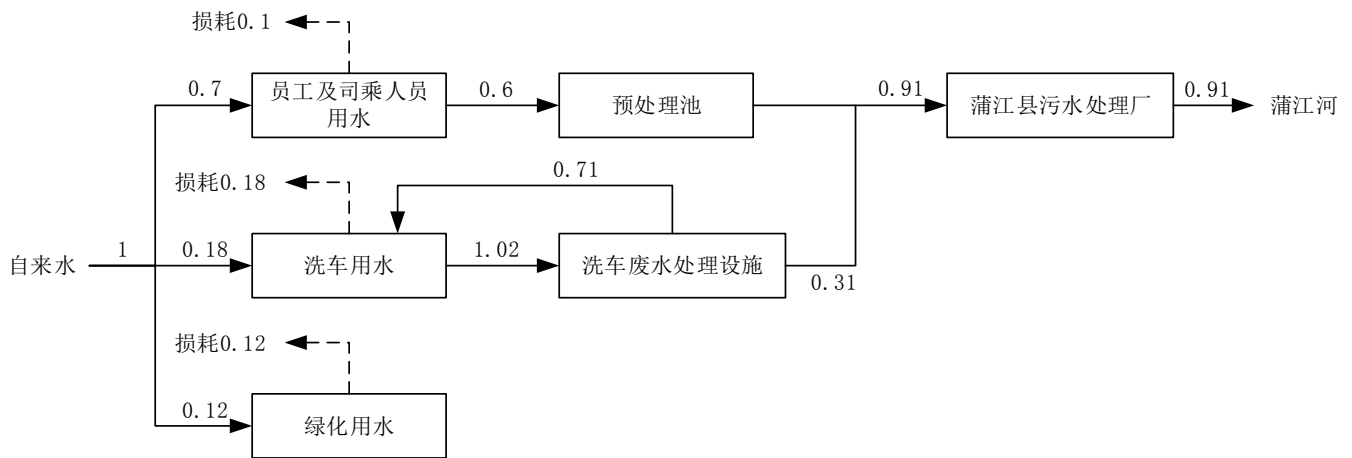 损耗0.1
0.7
员工及司乘人员
用水
0.6
预处理池
0.91
蒲江县污水处理厂
0.91
蒲江河
损耗0.18
0.71
自来水
1
0.18
洗车用水
1.02
洗车废水处理设施
0.31
损耗0.12
0.12
绿化用水